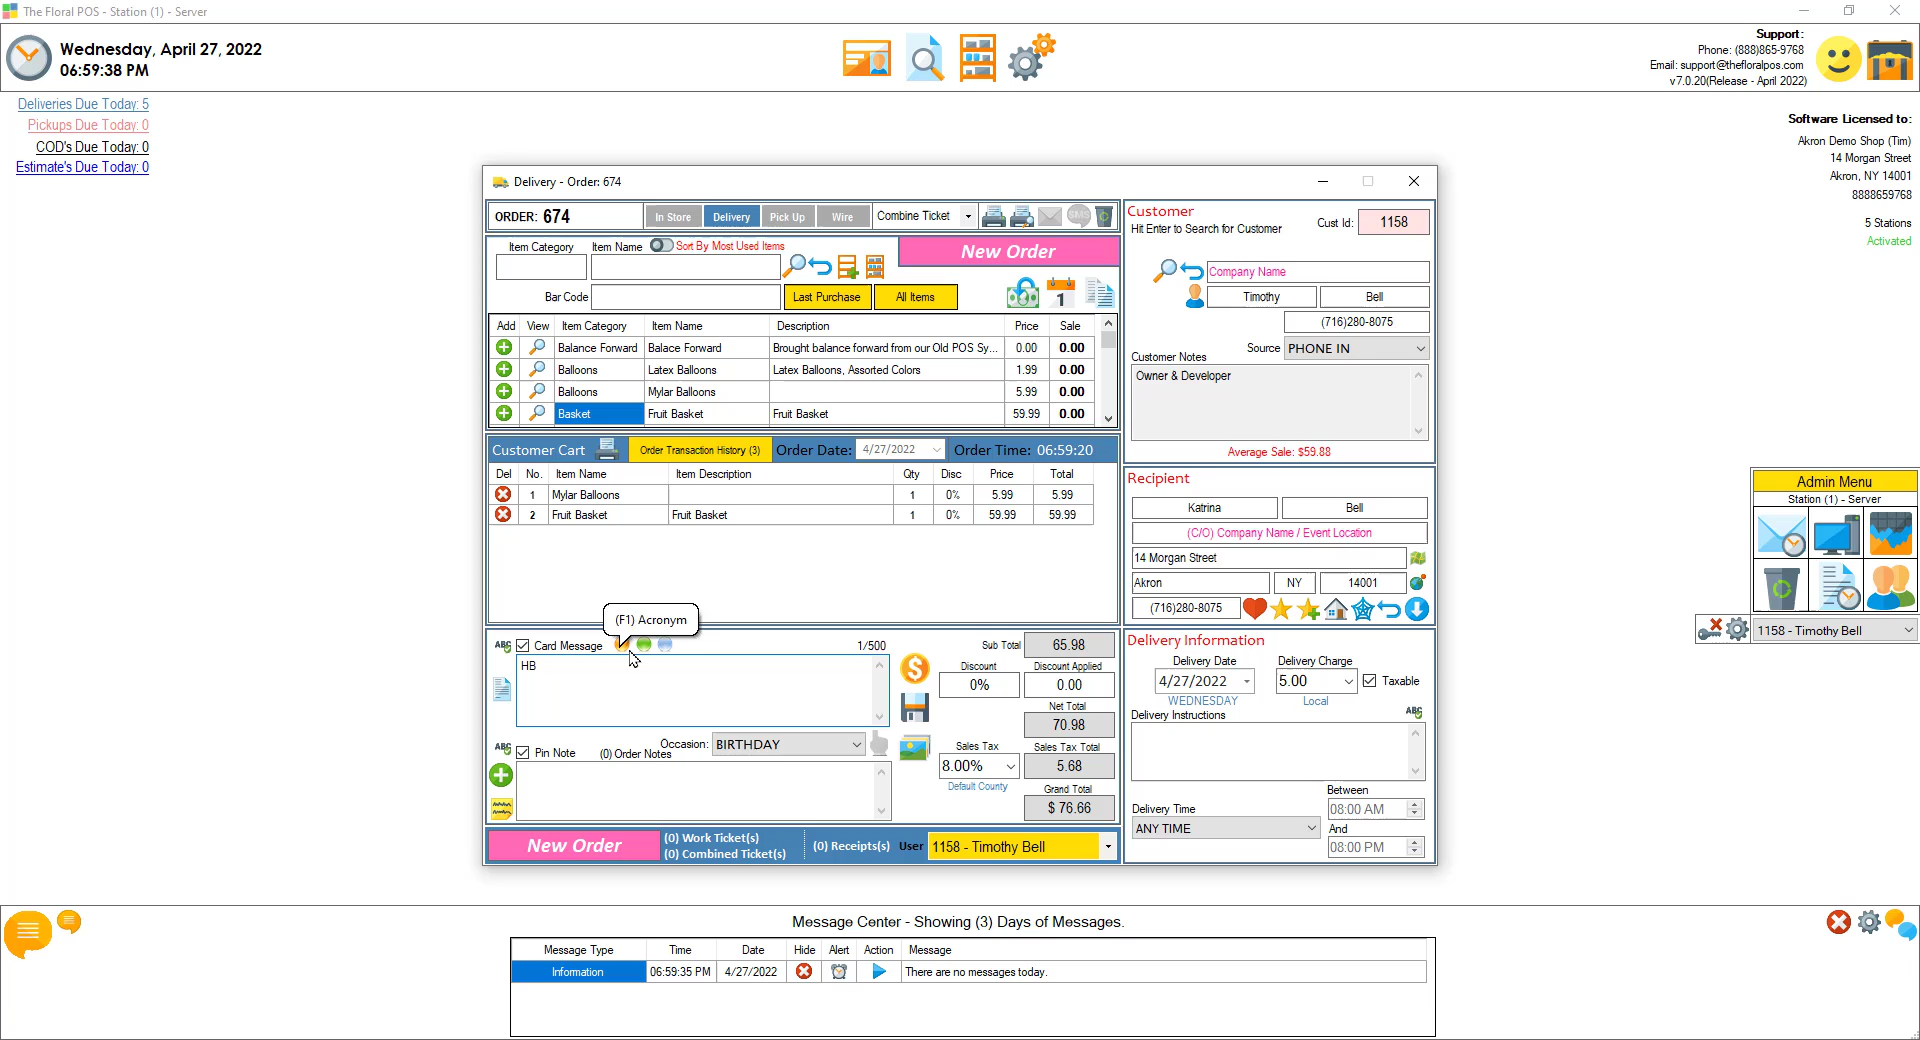 The Floral POS - Station (1) - Server
Wednesday, April 27, 2022
06:59:38 PM
Support:
Phone: (888)865-9768
Email: support@thefloralpos.com
v7.0.20(Release - April 2022)
Deliveries Due Today: 5
Pickups Due Today: 0
COD's Due Today: 0
Estimate's Due Today: 0
Software Licensed to:
Akron Demo Shop (Tim)
14 Morgan Street
Akron, NY 14001
8888659768
5 Stations
Activated
Delivery - Order: 674
ORDER: 674
In Store Delivery Pick Up Wire Combine Ticket SMS
Item Category Item Name Sort By Most Used Items
New Order
Bar Code Last Purchase All Items 1
Add View Item Category Item Name Description Price Sale
Balance Forward Balace Forward Brought balance forward from our Old POS Sy... 0.00 0.00
Balloons Latex Balloons Latex Balloons, Assorted Colors 1.99 0.00
Balloons Mylar Balloons 5.99 0.00
Basket Fruit Basket Fruit Basket 59.99 0.00
Customer Cart Order Transaction History (3) Order Date: 4/27/2022 Order Time: 06:59:20
Del No. Item Name Item Description Qty Disc Price Total
1 Mylar Balloons 1 0% 5.99 5.99
2 Fruit Basket Fruit Basket 1 0% 59.99 59.99
(F1) Acronym
ABC Card Message 1/500
HB
ABC Pin Note (0) Order Notes Occasion: BIRTHDAY
Sub Total 65.98
Discount Discount Applied
0% 0.00
Net Total
70.98
Sales Tax Sales Tax Total
8.00% 5.68
Default County Grand Total
$ 76.66
New Order (0) Work Ticket(s) (0) Receipts(s) User 1158 - Timothy Bell
(0) Combined Ticket(s)
Customer
Hit Enter to Search for Customer Cust Id: 1158
Company Name
Timothy Bell
(716)280-8075
Source PHONE IN
Customer Notes
Owner & Developer
Average Sale: $59.88
Recipient
Katrina Bell
(C/O) Company Name / Event Location
14 Morgan Street
Akron NY 14001
(716)280-8075
Delivery Information
Delivery Date Delivery Charge
4/27/2022 5.00 Taxable
WEDNESDAY Local
Delivery Instructions ABC
Between
Delivery Time 08:00 AM
ANY TIME And
08:00 PM
Admin Menu
Station (1) - Server
1158 - Timothy Bell
Message Center - Showing (3) Days of Messages.
Message Type Time Date Hide Alert Action Message
Information 06:59:35 PM 4/27/2022 There are no messages today.